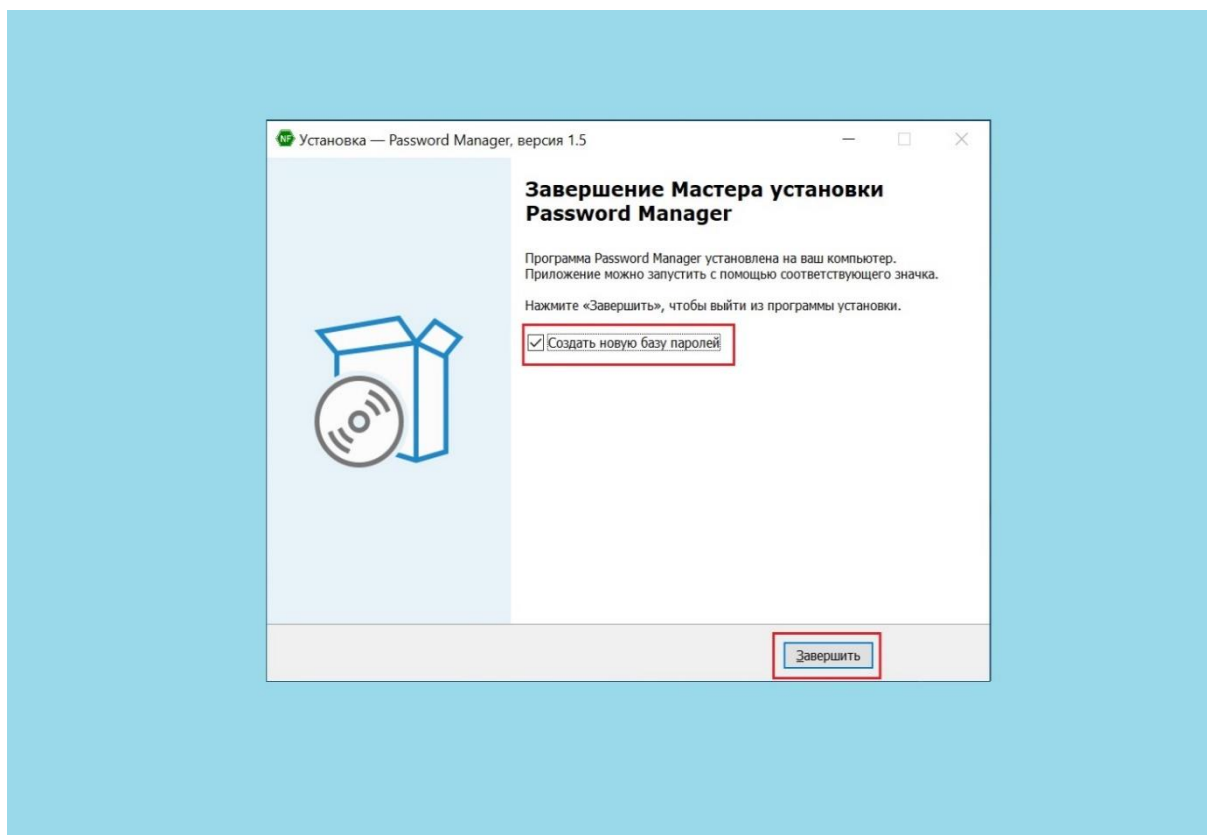 NF
Установка — Password Manager, версия 1.5
Завершение Мастера установки
Password Manager
Программа Password Manager установлена на ваш компьютер.
Приложение можно запустить с помощью соответствующего значка.
Нажмите «Завершить», чтобы выйти из программы установки.
Создать новую базу паролей
Завершить